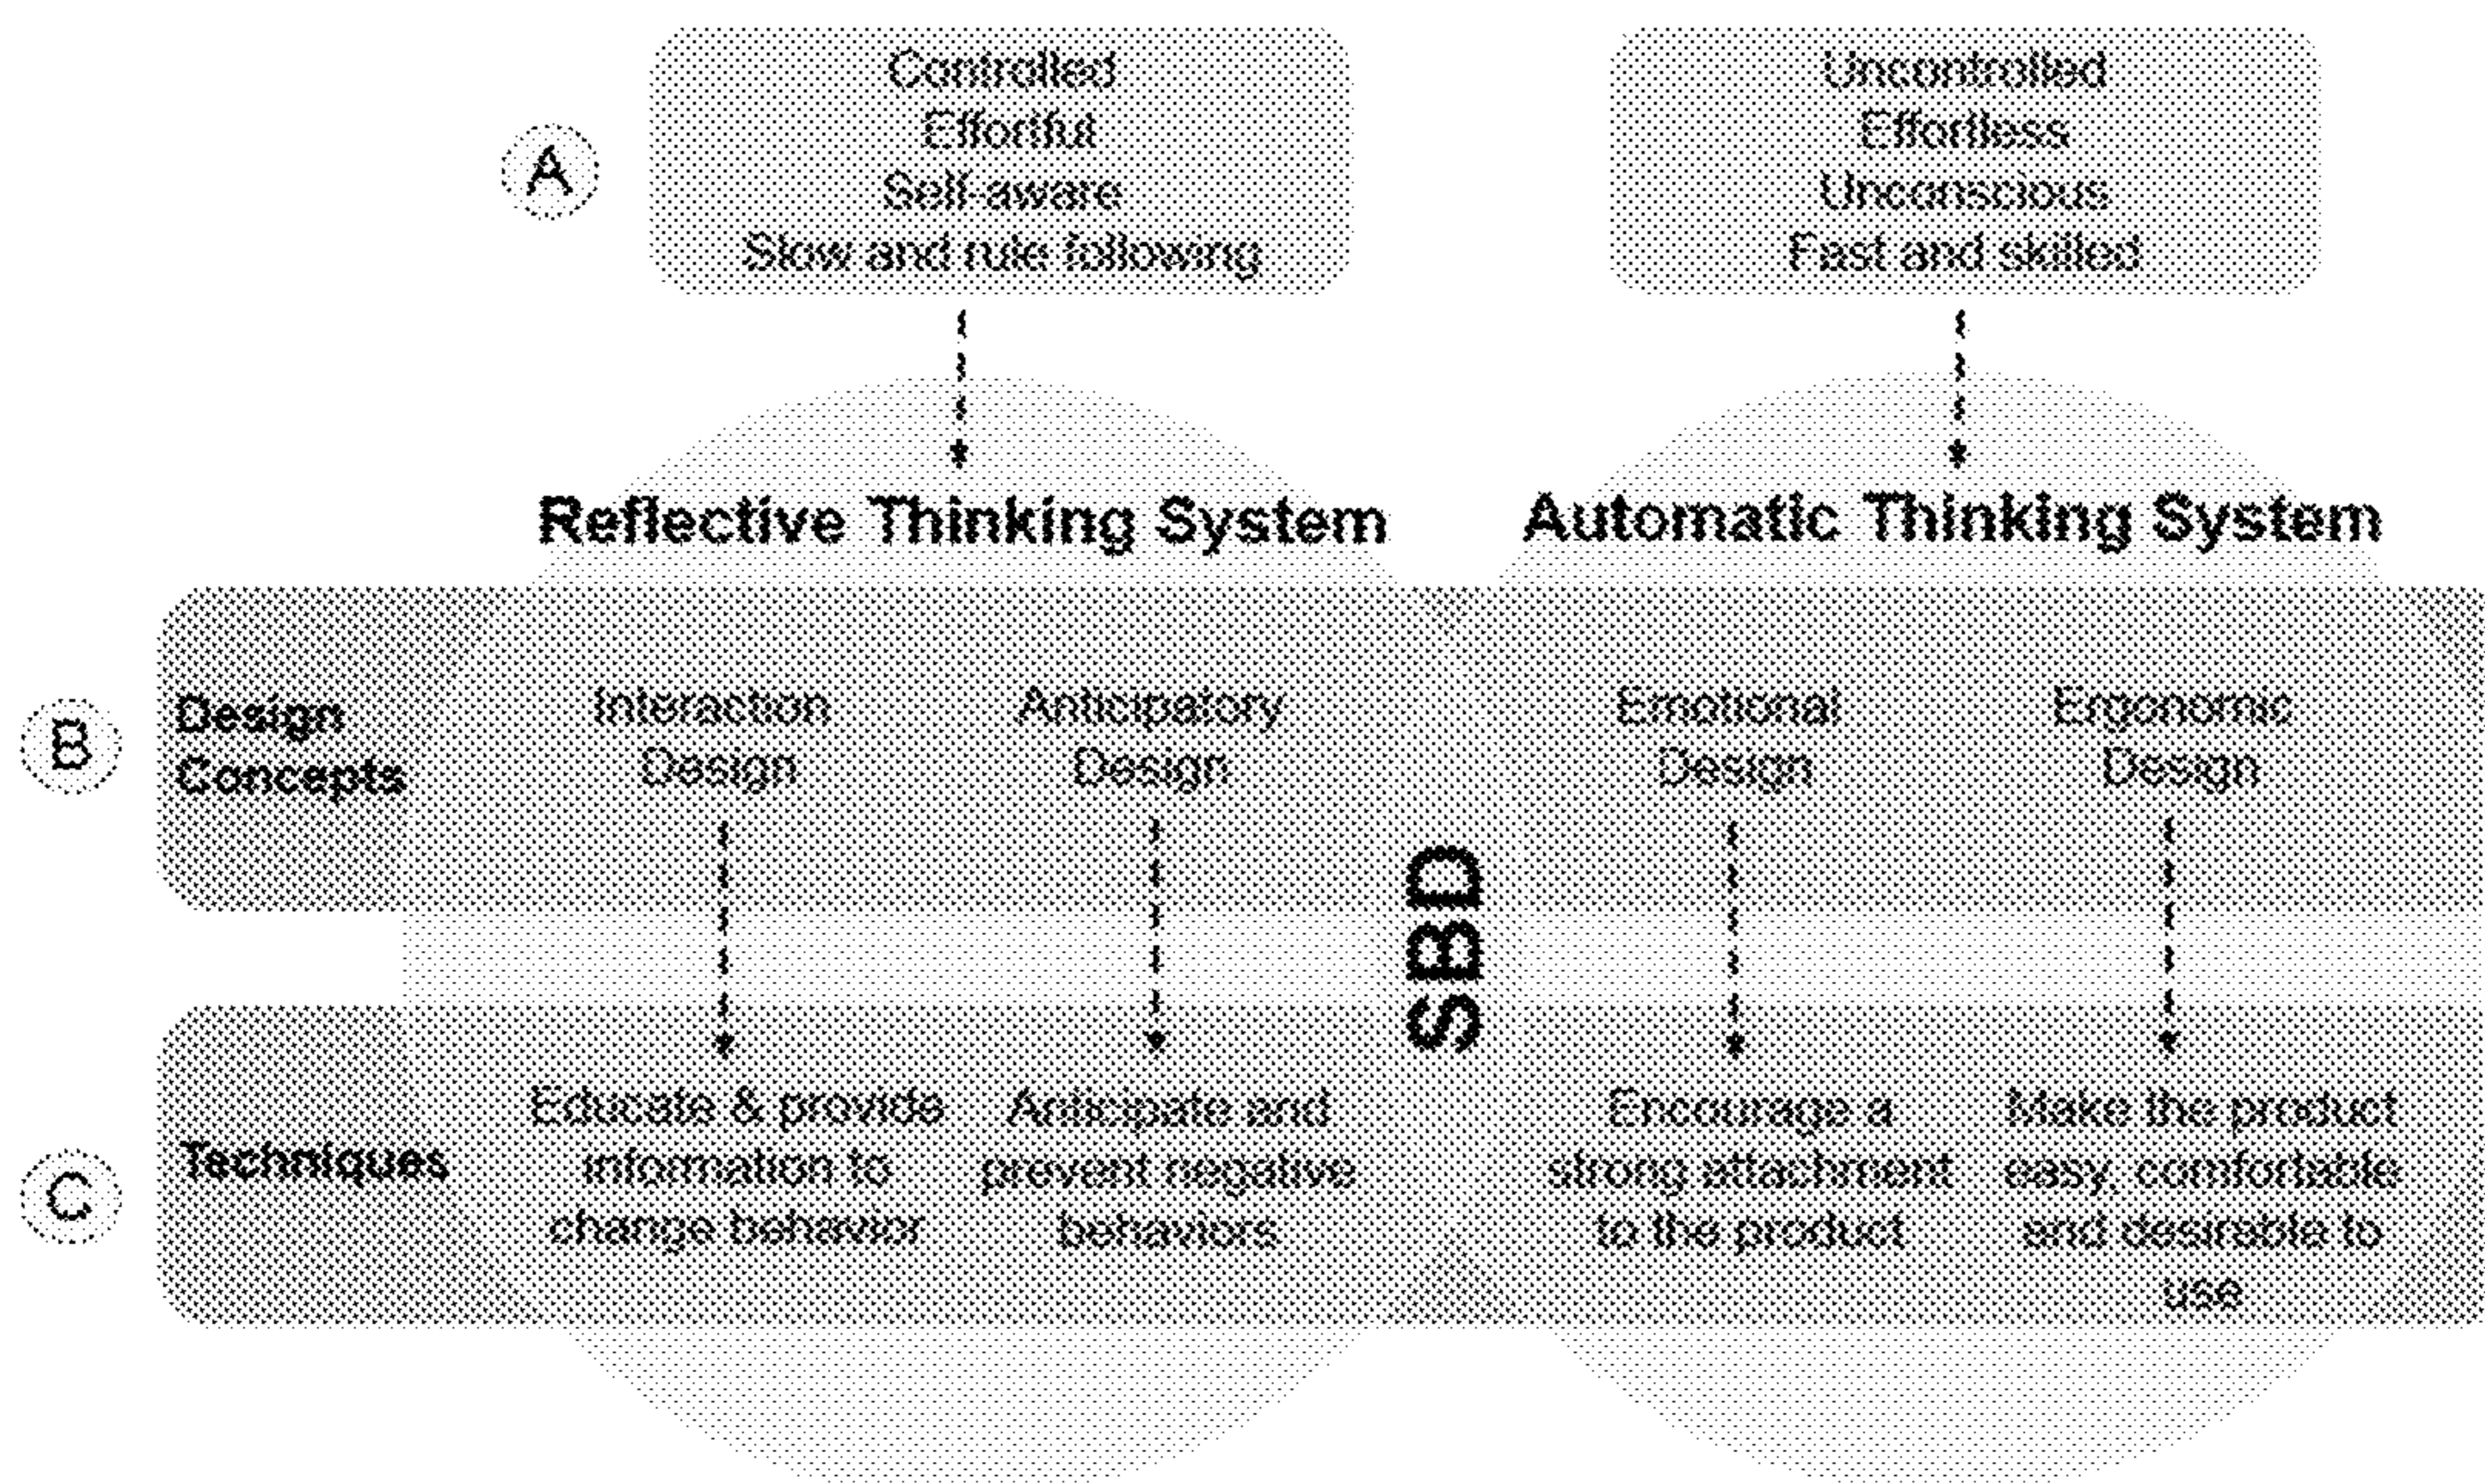 A
Controlled
Effortful
Self-aware
Slow and rule following
Uncontrolled
Effortless
Unconscious
Fast and skilled
Reflective Thinking System
Automatic Thinking System
B
Design
Concepts
Interaction
Design
Anticipatory
Design
Emotional
Design
Ergonomic
Design
SBD
C
Techniques
Educate & provide
information to
change behavior
Anticipate and
prevent negative
behaviors
Encourage a
strong attachment
to the product
Make the product
easy, comfortable
and desirable to
use